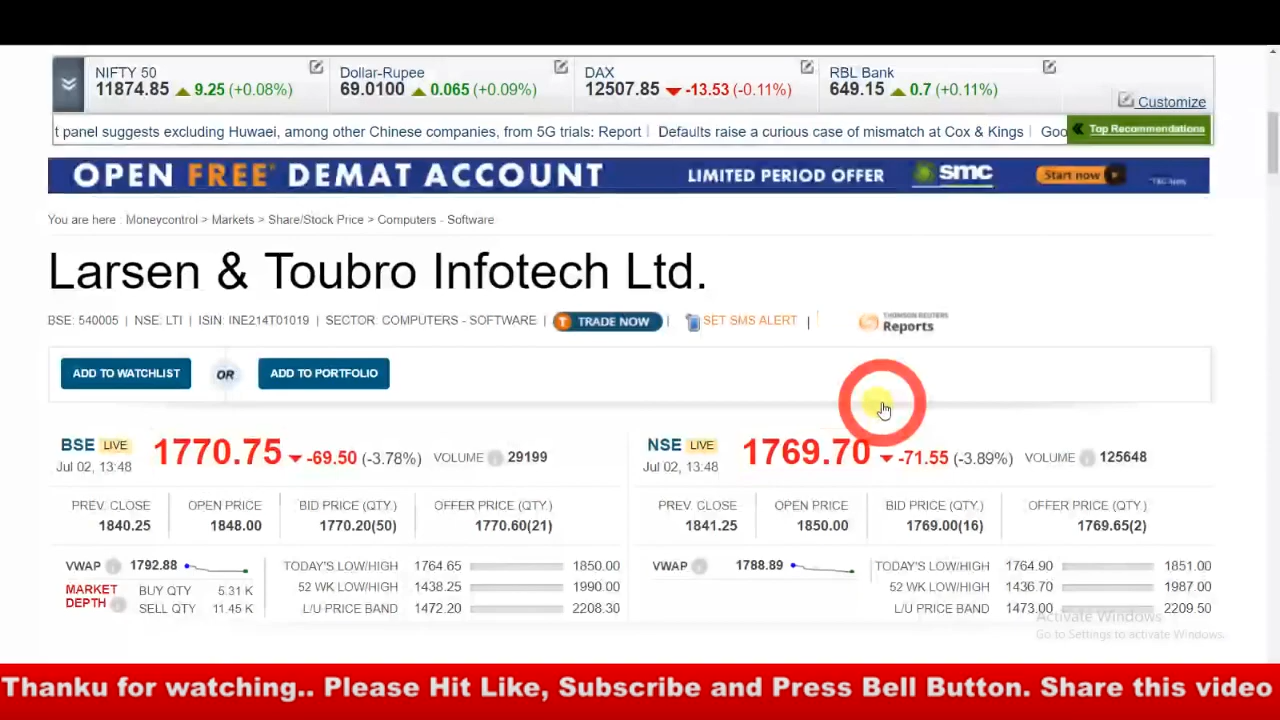 NIFTY 50
11874.85 9.25 (+0.08%)
Dollar-Rupee
69.0100 0.065 (+0.09%)
DAX
12507.85 -13.53 (-0.11%)
RBL Bank
649.15 0.7 (+0.11%)
Customize
t panel suggests excluding Huwaei, among other Chinese companies, from 5G trials: Report | Defaults raise a curious case of mismatch at Cox & Kings | Goo
Top Recommendations
OPEN FREE* DEMAT ACCOUNT LIMITED PERIOD OFFER smc Start now
You are here : Moneycontrol > Markets > Share/Stock Price > Computers - Software
Larsen & Toubro Infotech Ltd.
BSE: 540005 | NSE: LTI | ISIN: INE214T01019 | SECTOR: COMPUTERS - SOFTWARE | TRADE NOW | SET SMS ALERT |
THOMSON REUTERS
Reports
ADD TO WATCHLIST OR ADD TO PORTFOLIO
BSE LIVE
Jul 02, 13:48
1770.75 -69.50 (-3.78%) VOLUME 29199
PREV. CLOSE OPEN PRICE BID PRICE (QTY.) OFFER PRICE (QTY.)
1840.25 1848.00 1770.20(50) 1770.60(21)
VWAP 1792.88
MARKET DEPTH
BUY QTY 5.31 K
SELL QTY 11.45 K
TODAY'S LOW/HIGH 1764.65 1850.00
52 WK LOW/HIGH 1438.25 1990.00
L/U PRICE BAND 1472.20 2208.30
NSE LIVE
Jul 02, 13:48
1769.70 -71.55 (-3.89%) VOLUME 125648
PREV. CLOSE OPEN PRICE BID PRICE (QTY.) OFFER PRICE (QTY.)
1841.25 1850.00 1769.00(16) 1769.65(2)
VWAP 1788.89
TODAY'S LOW/HIGH 1764.90 1851.00
52 WK LOW/HIGH 1436.70 1987.00
L/U PRICE BAND 1473.00 2209.50
Activate Windows
Go to Settings to activate Windows.
Thanku for watching.. Please Hit Like, Subscribe and Press Bell Button. Share this video